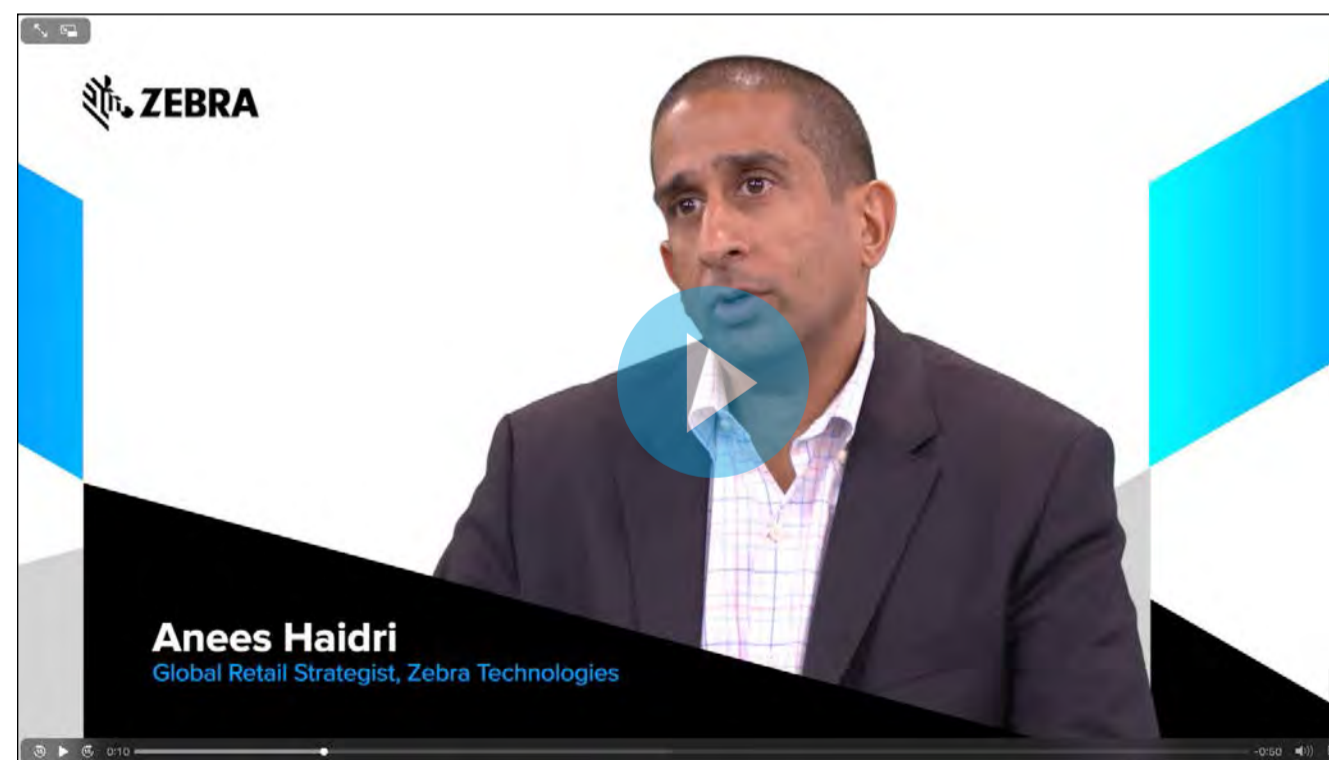 ZEBRA
Anees Haidri
Global Retail Strategist, Zebra Technologies
0:10
-0:50